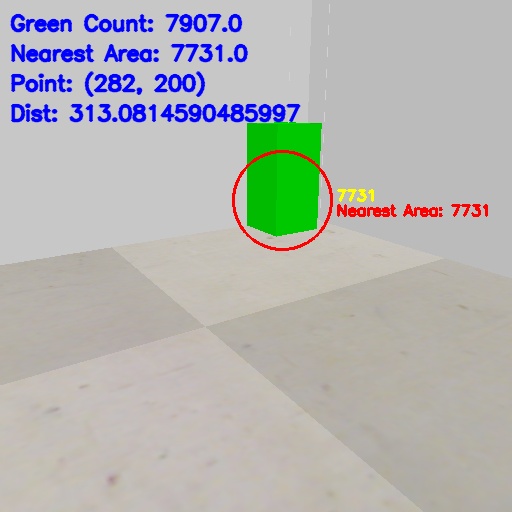 Green Count: 7907.0
Nearest Area: 7731.0
Point: (282, 200)
Dist: 313.0814590485997
7731
Nearest Area: 7731